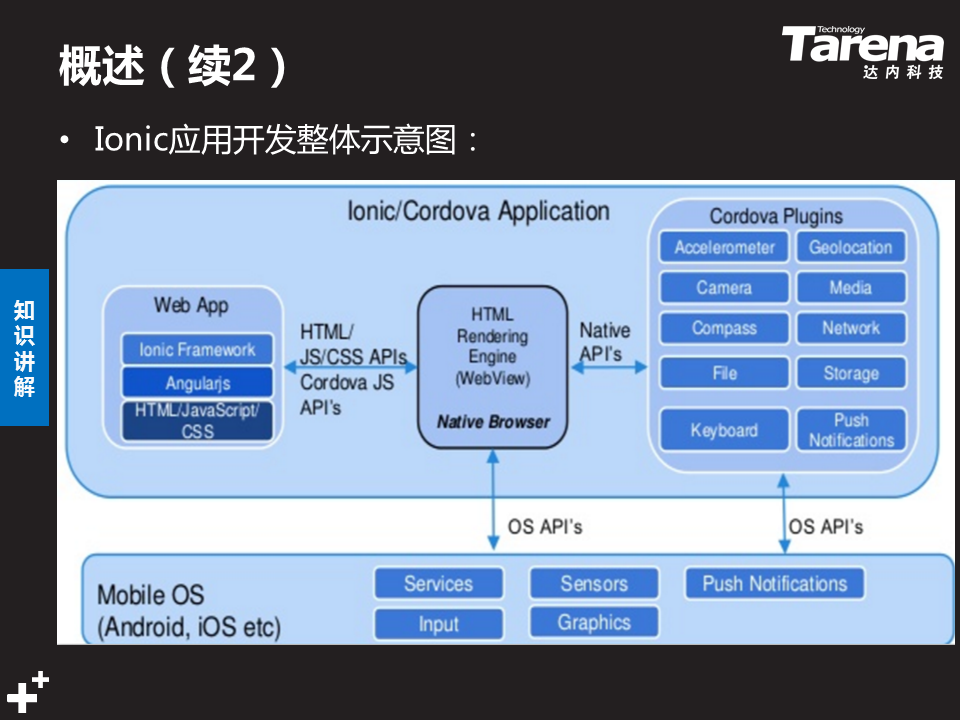 概述（续2）
Technology
Tarena
达内科技
• Ionic应用开发整体示意图：
知识讲解
Ionic/Cordova Application
Web App
Ionic Framework
Angularjs
HTML/JavaScript/
CSS
HTML/
JS/CSS APIs
Cordova JS
API's
HTML
Rendering
Engine
(WebView)
Native Browser
Native
API's
Cordova Plugins
Accelerometer
Geolocation
Camera
Media
Compass
Network
File
Storage
Keyboard
Push
Notifications
OS API's
OS API's
Mobile OS
(Android, iOS etc)
Services
Sensors
Push Notifications
Input
Graphics